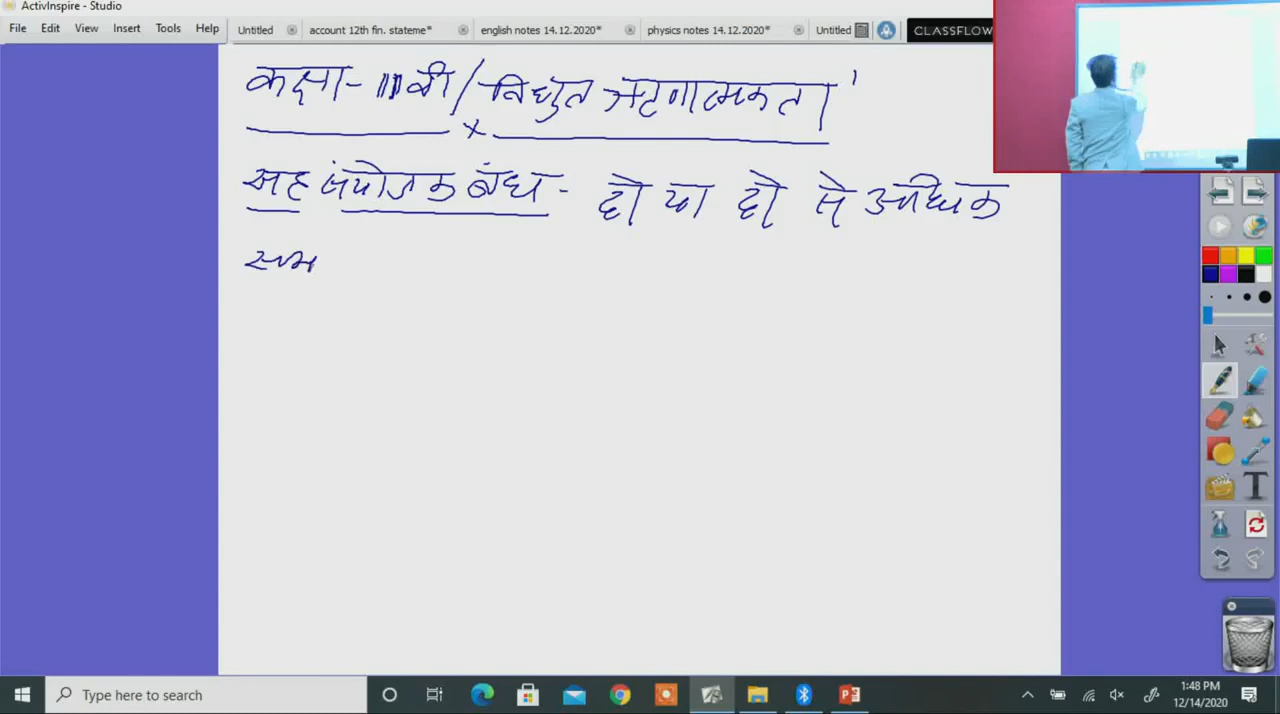 ActivInspire - Studio
File Edit View Insert Tools Help Untitled account 12th fin. stateme* english notes 14.12.2020* physics notes 14.12.2020* Untitled CLASSFLOW
कक्षा- 11वी / विद्युत ऋणात्मकता
सह संयोजक बंध - दो या दो से अधिक
सम
Type here to search
1:48 PM
12/14/2020